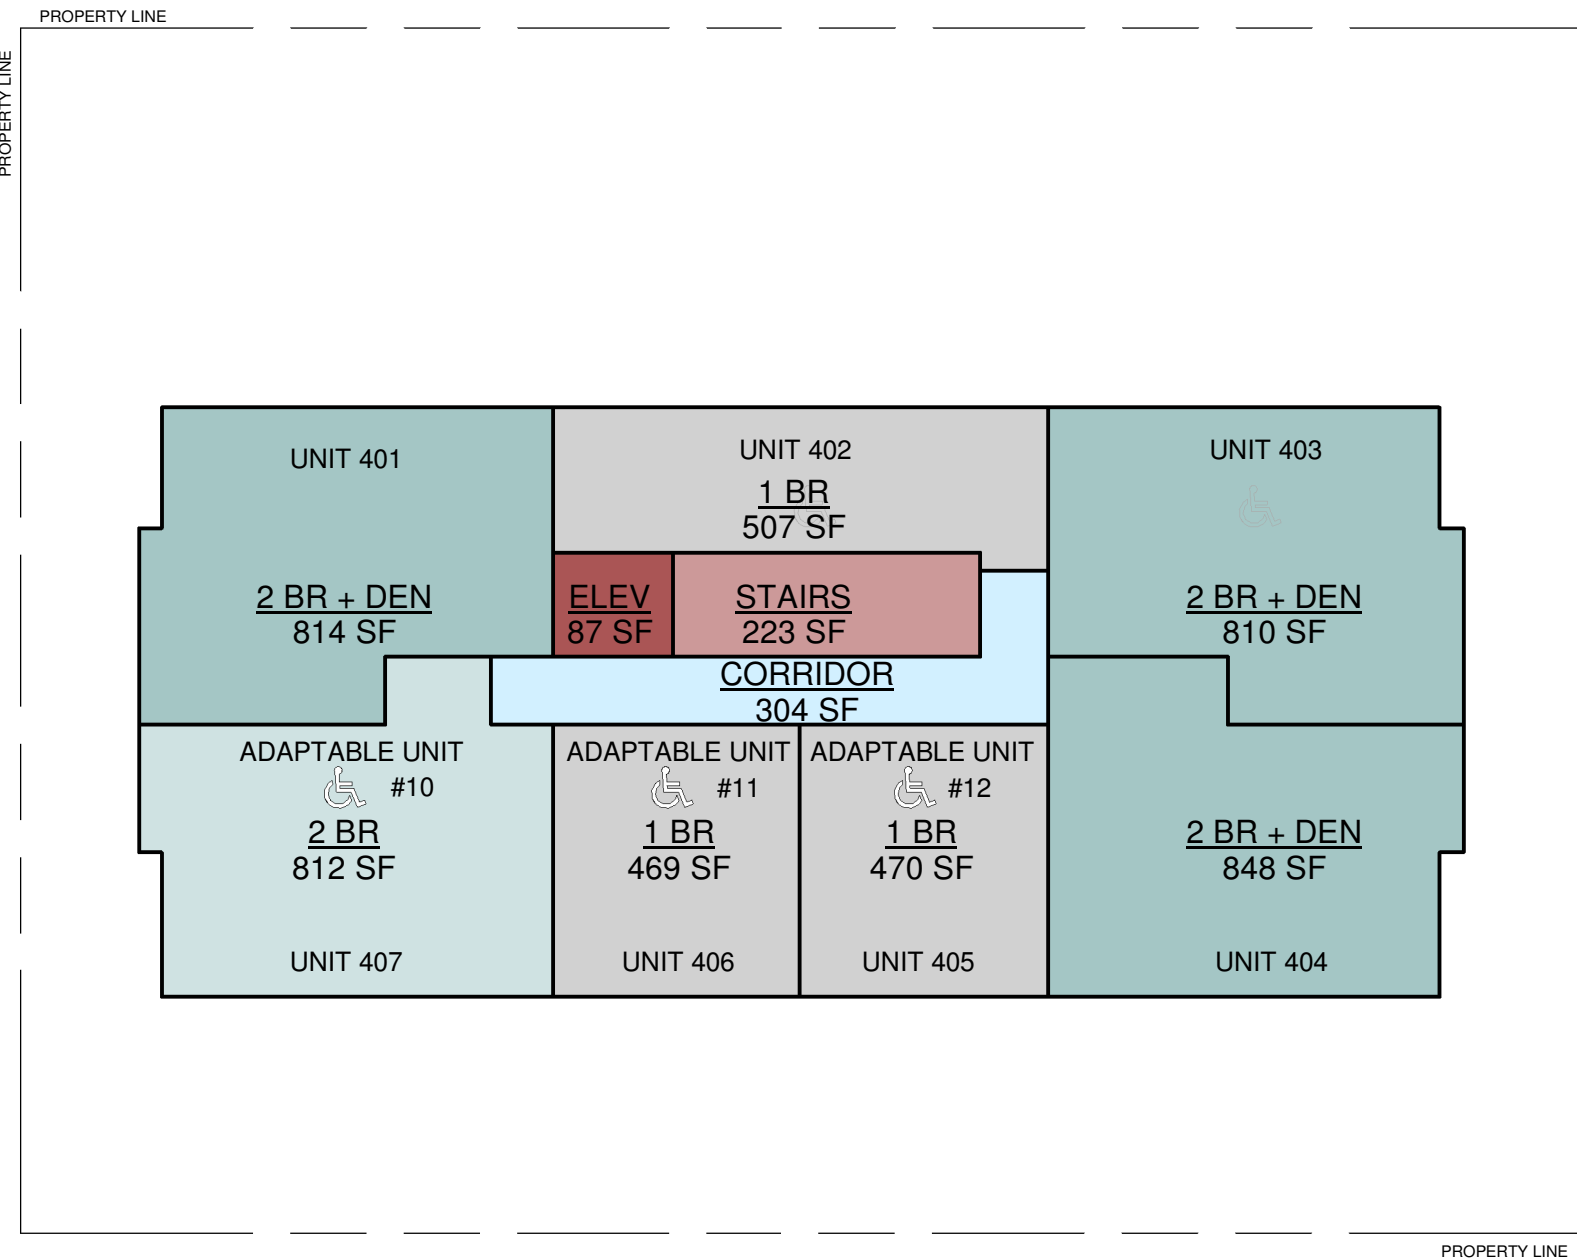 PROPERTY LINE
PROPERTY LINE
UNIT 401
2 BR + DEN
814 SF
UNIT 402
1 BR
507 SF
UNIT 403
2 BR + DEN
810 SF
ELEV
87 SF
STAIRS
223 SF
CORRIDOR
304 SF
ADAPTABLE UNIT
#10
2 BR
812 SF
UNIT 407
ADAPTABLE UNIT
#11
1 BR
469 SF
UNIT 406
ADAPTABLE UNIT
#12
1 BR
470 SF
UNIT 405
2 BR + DEN
848 SF
UNIT 404
PROPERTY LINE